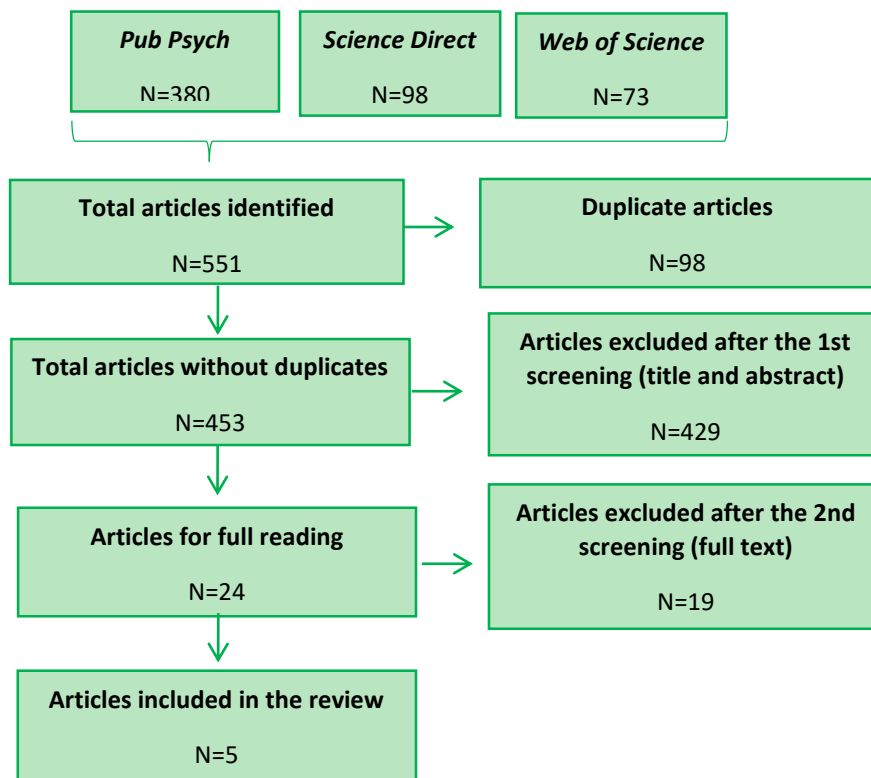 Pub Psych
N=380
Science Direct
N=98
Web of Science
N=73
Total articles identified
N=551
Duplicate articles
N=98
Total articles without duplicates
N=453
Articles excluded after the 1st
screening (title and abstract)
N=429
Articles for full reading
N=24
Articles excluded after the 2nd
screening (full text)
N=19
Articles included in the review
N=5